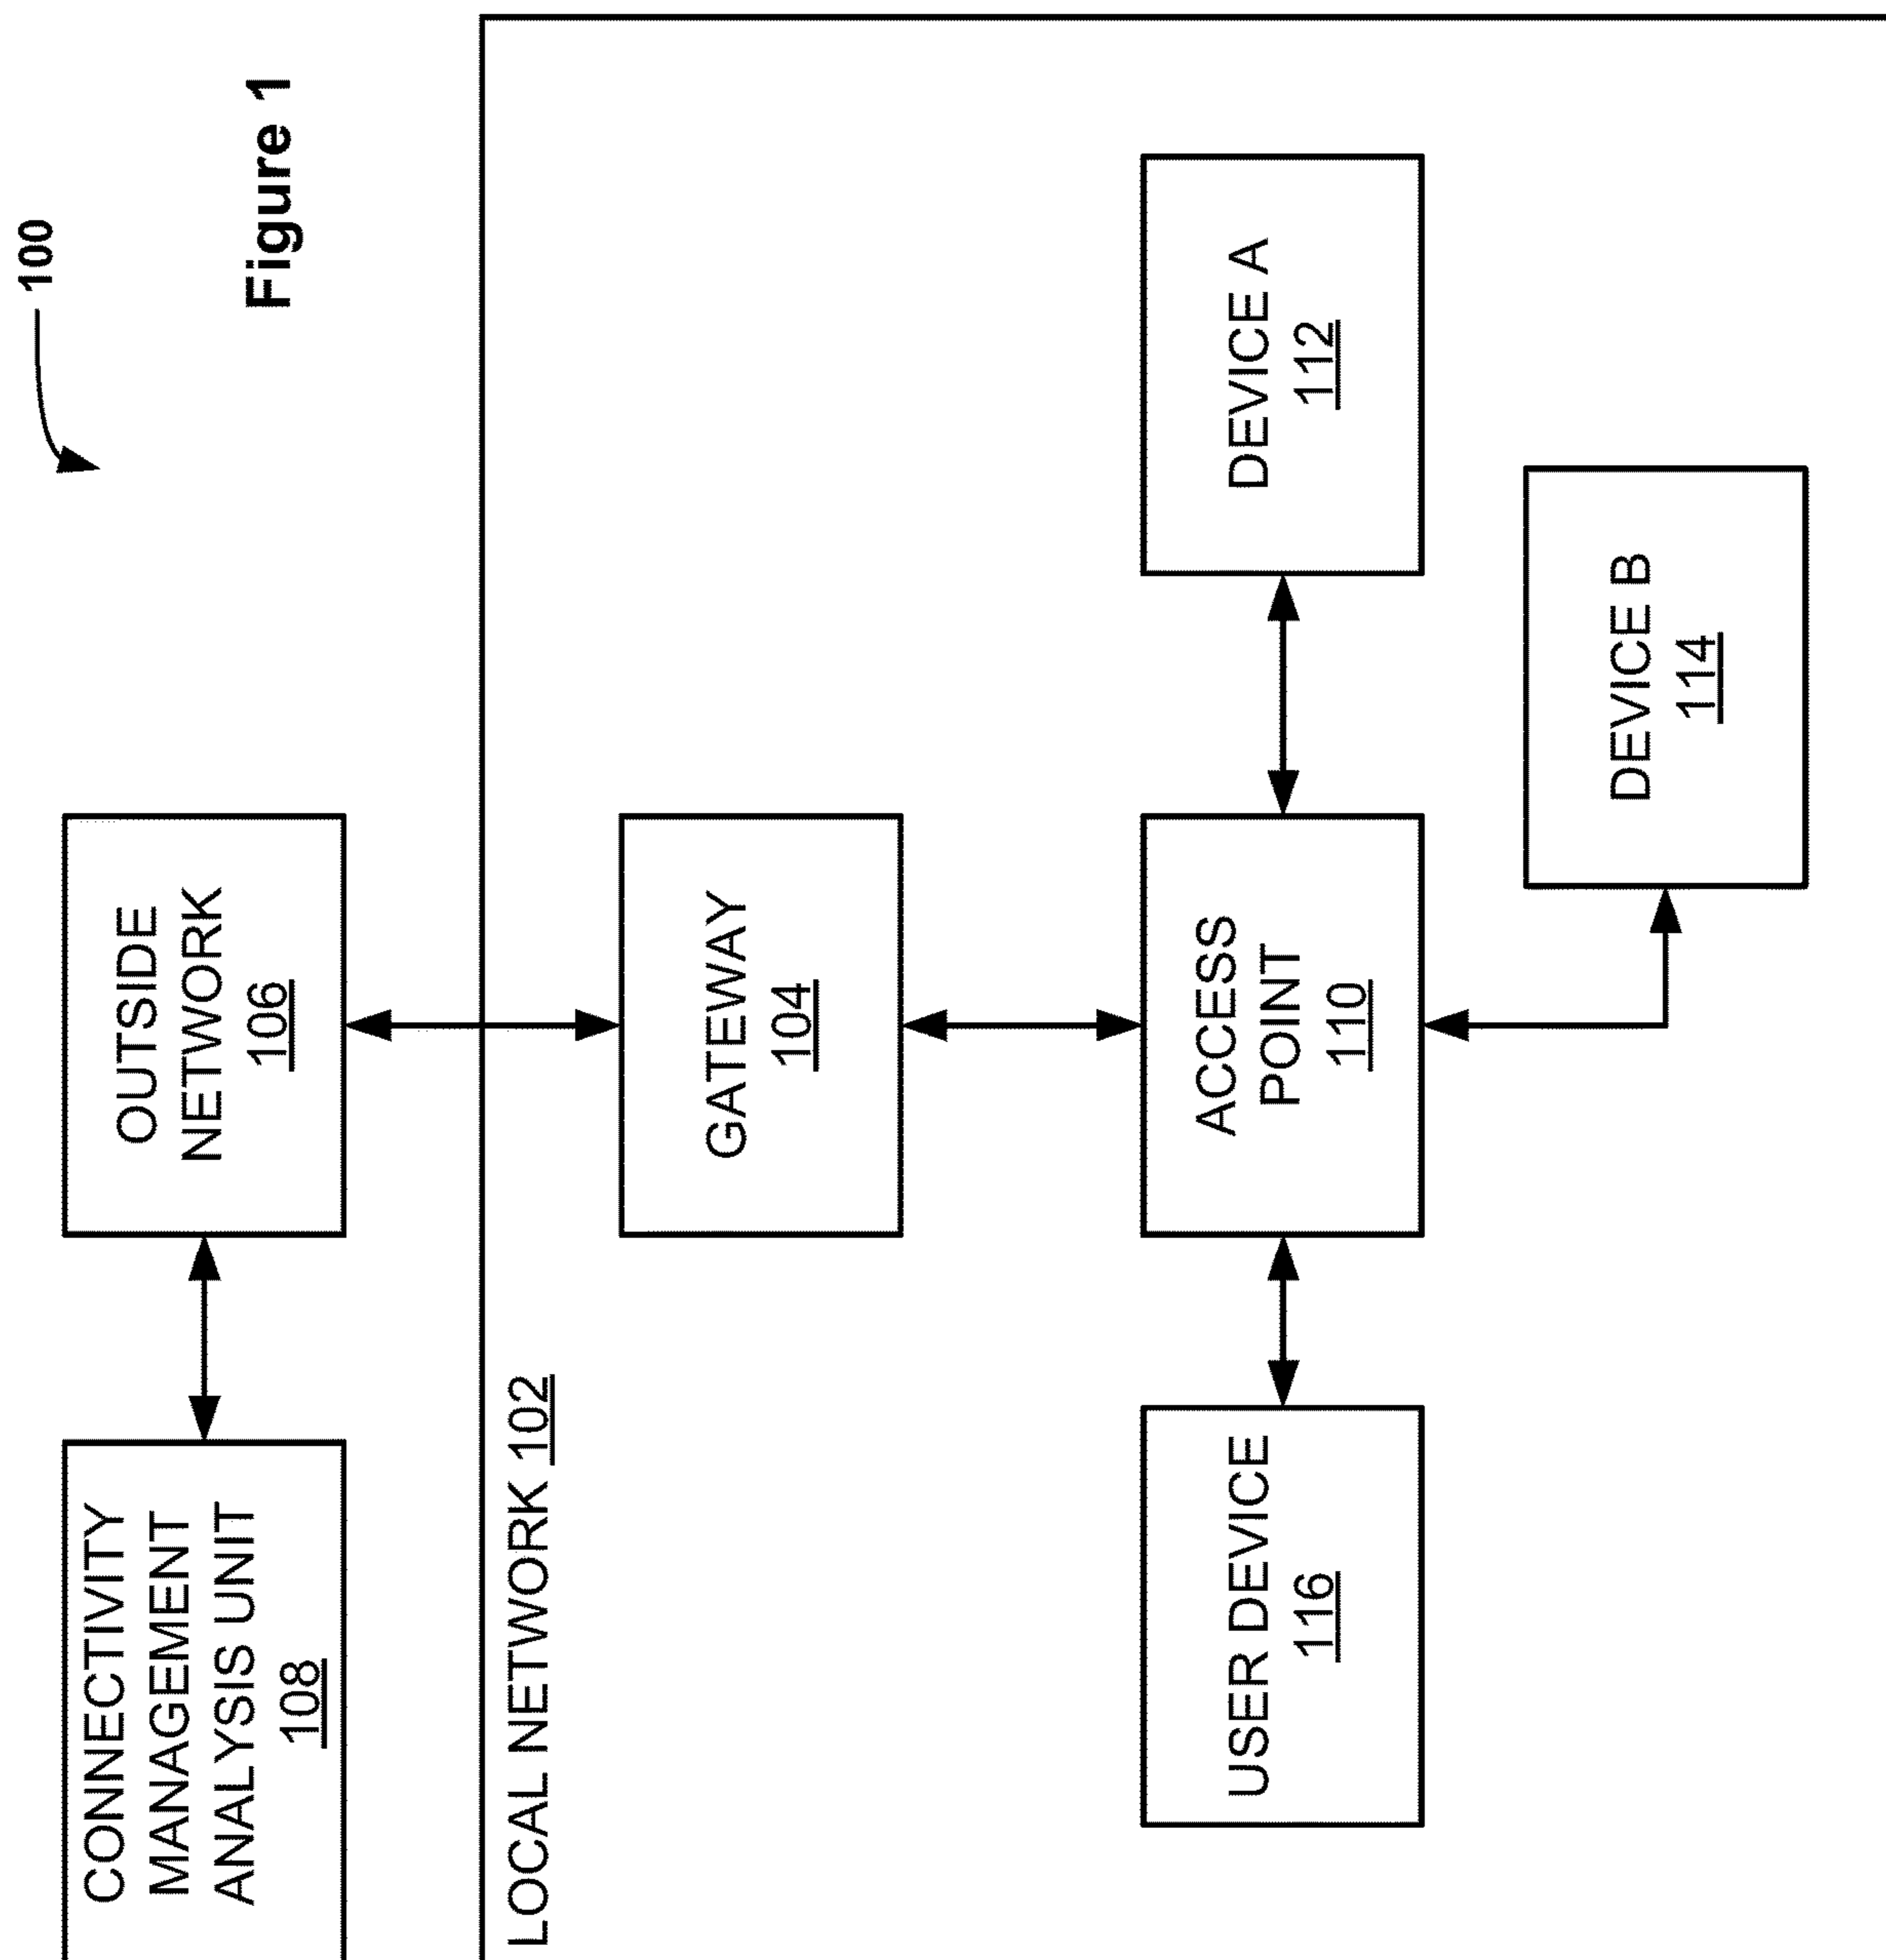 100
Figure 1
CONNECTIVITY
MANAGEMENT
ANALYSIS UNIT
108
OUTSIDE
NETWORK
106
LOCAL NETWORK 102
GATEWAY
104
USER DEVICE
116
ACCESS
POINT
110
DEVICE A
112
DEVICE B
114